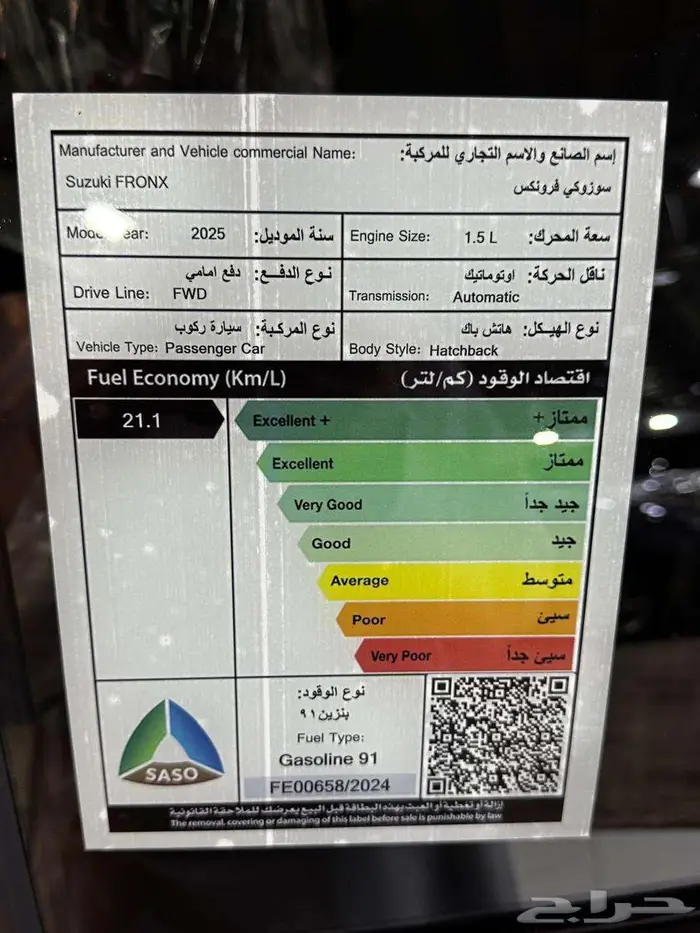 Manufacturer and Vehicle commercial Name: إسم الصانع والاسم التجاري للمركبة:
Suzuki FRONX سوزوكي فرونكس
Model Year: 2025 سنة الموديل:
Engine Size: 1.5 L سعة المحرك:
نوع الدفـع: دفع امامي
Drive Line: FWD
ناقل الحركة: اوتوماتيك
Transmission: Automatic
نوع المركبة: سيارة ركوب
Vehicle Type: Passenger Car
نوع الهيكل: هاتش باك
Body Style: Hatchback
Fuel Economy (Km/L) اقتصاد الوقود (كم/لتر)
21.1
Excellent + ممتاز+
Excellent ممتاز
Very Good جيد جداً
Good جيد
Average متوسط
Poor سيئ
Very Poor سيئ جداً
SASO
نوع الوقود:
بنزين ٩١
Fuel Type:
Gasoline 91
FE00658/2024
إزالة أو تغطية أو العبث بهذه البطاقة قبل البيع يعرضك للملاحقة القانونية
The removal, covering or damaging of this label before sale is punishable by law
حراج